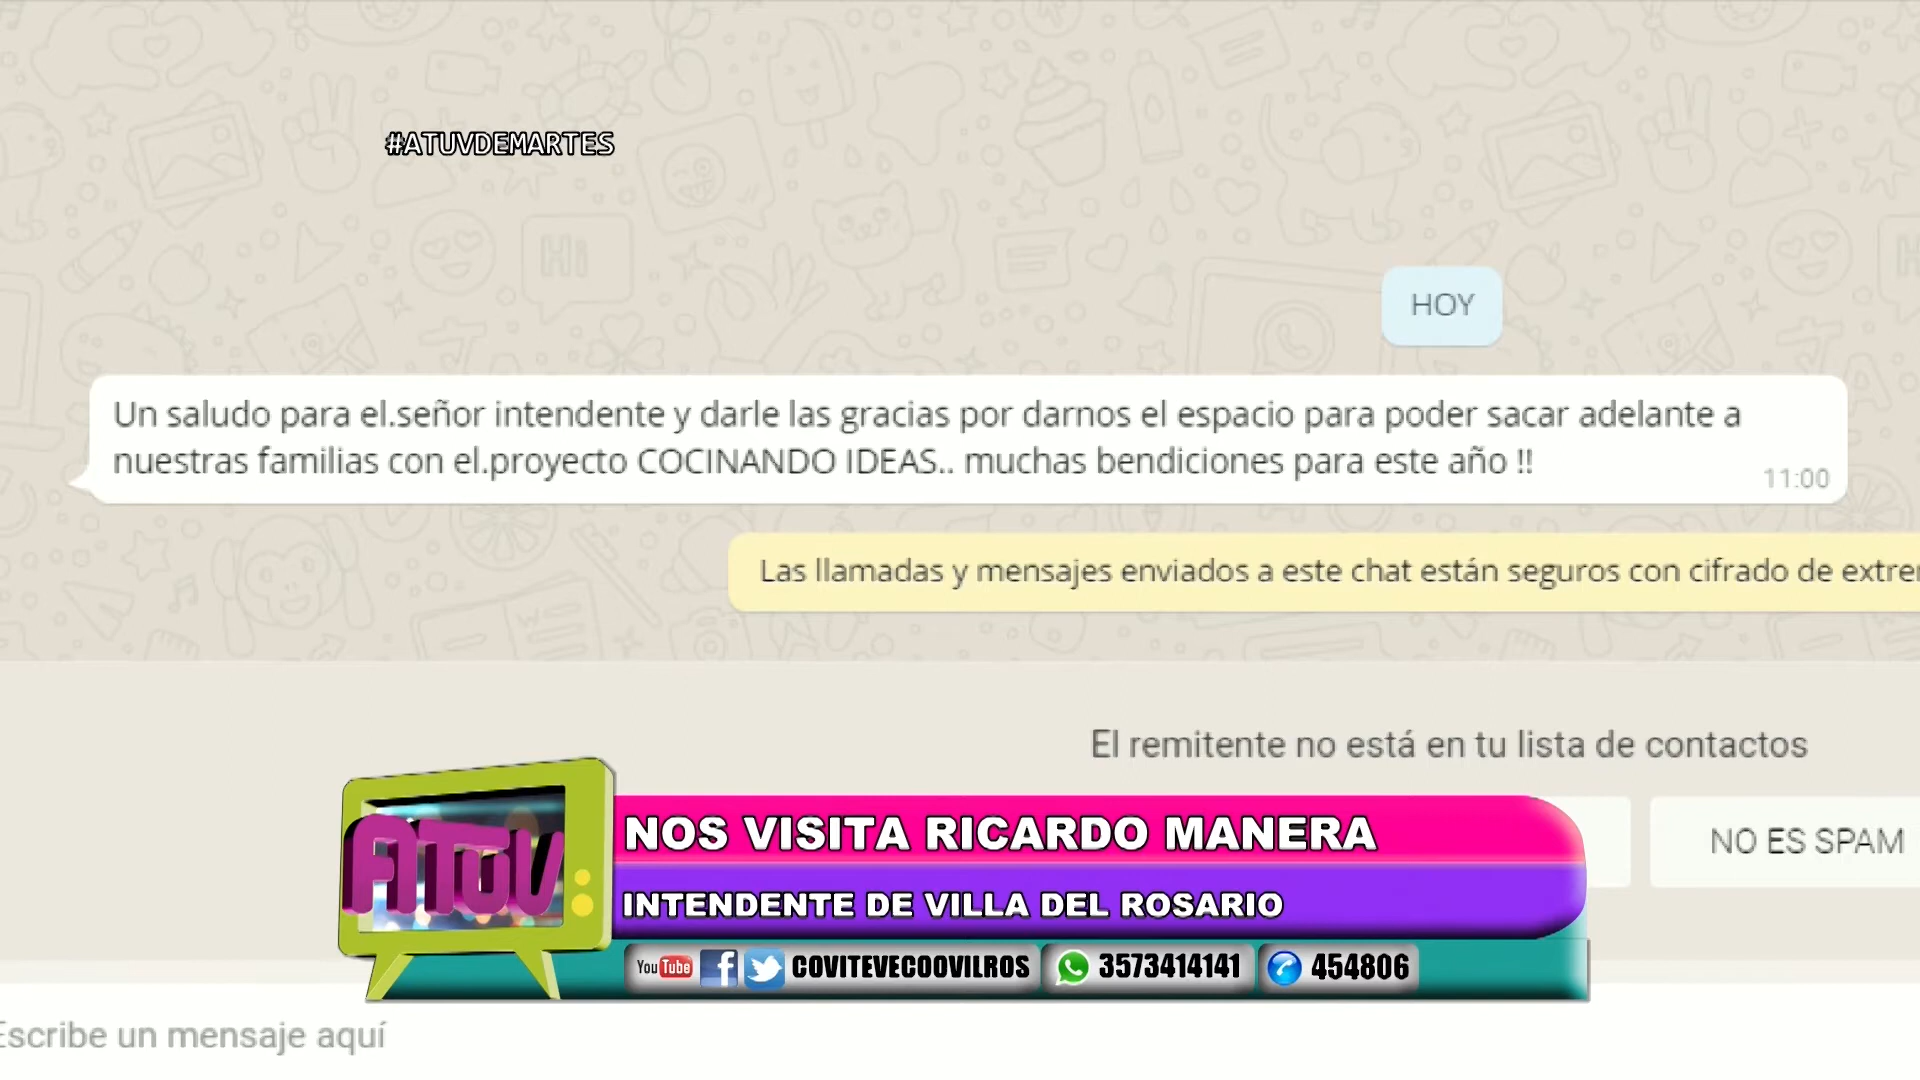 #ATUVDEMARTES
Hi
HOY
Un saludo para el.señor intendente y darle las gracias por darnos el espacio para poder sacar adelante a
nuestras familias con el.proyecto COCINANDO IDEAS.. muchas bendiciones para este año !!
11:00
Las llamadas y mensajes enviados a este chat están seguros con cifrado de extre
El remitente no está en tu lista de contactos
NO ES SPAM
ATUV
NOS VISITA RICARDO MANERA
INTENDENTE DE VILLA DEL ROSARIO
YouTube f COVITEVECOOVILROS 3573414141 454806
Escribe un mensaje aquí